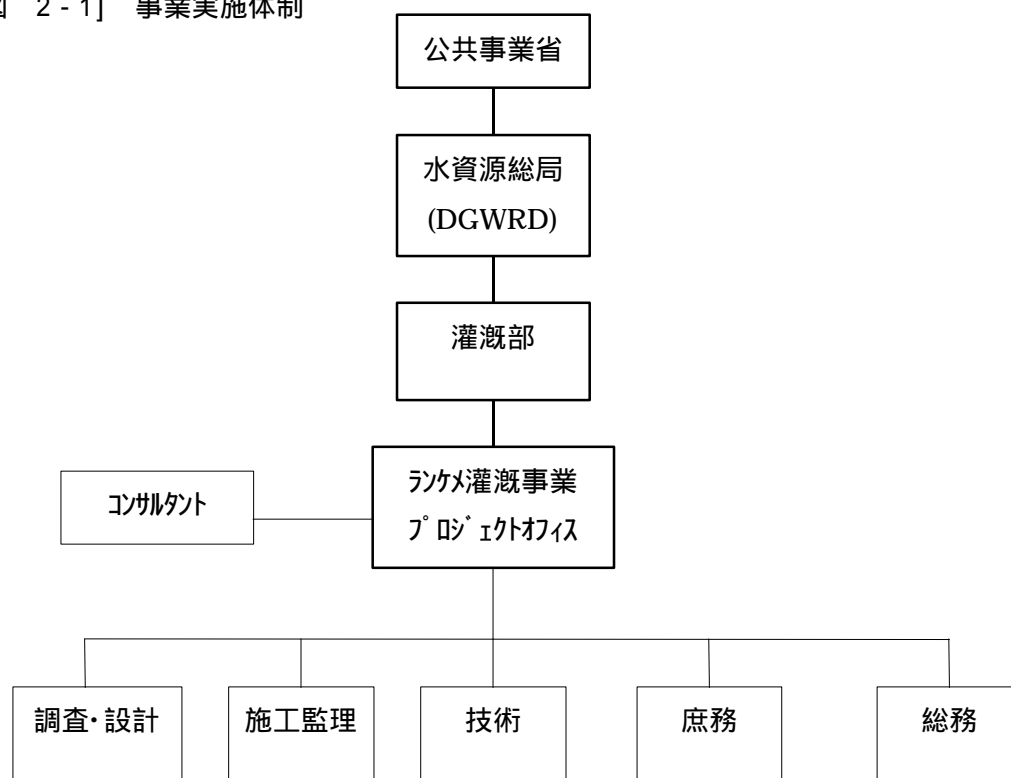 2 - 1] 事業実施体制
公共事業省
水資源総局
(DGWRD)
灌漑部
ﾗﾝｹﾒ灌漑事業
ﾌﾟﾛｼﾞｪｸﾄｵﾌｨｽ
ｺﾝｻﾙﾀﾝﾄ
調査･設計
施工監理
技術
庶務
総務